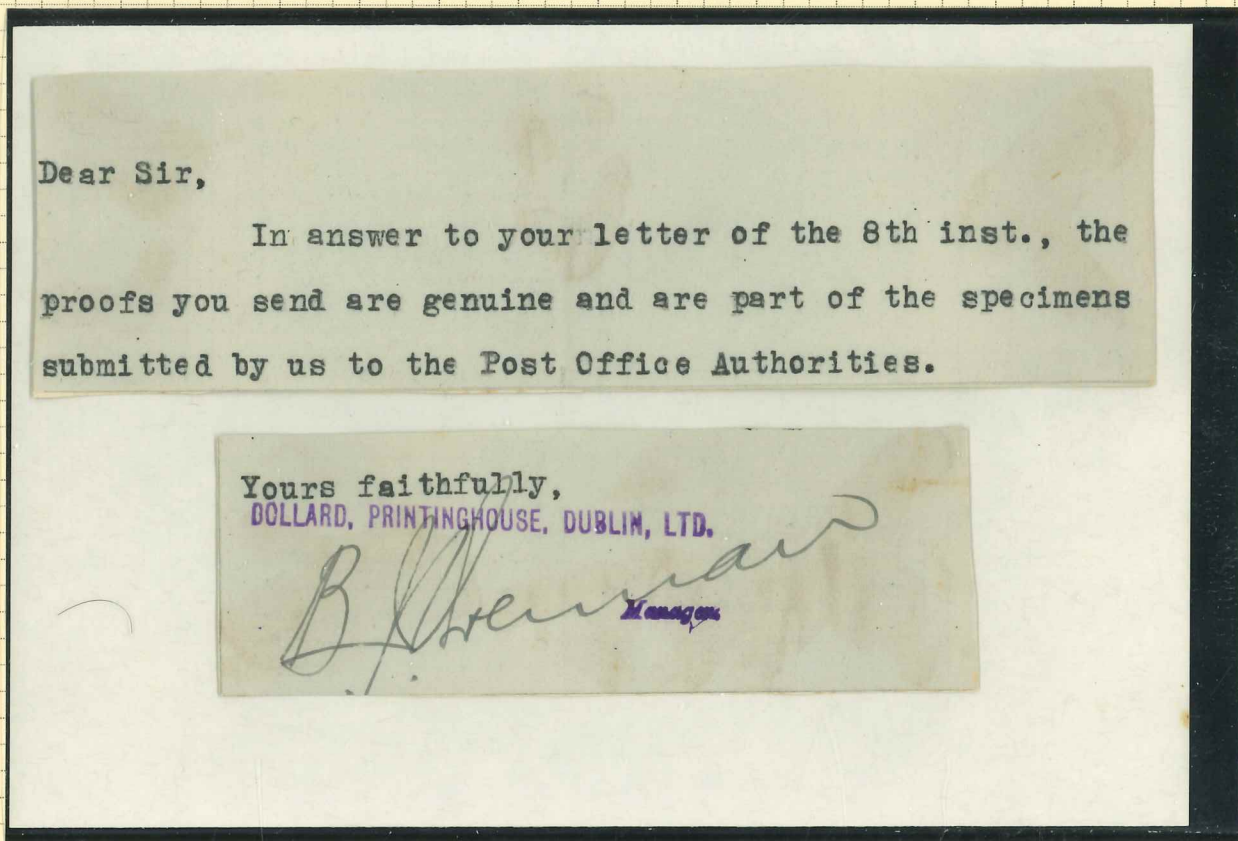 Dear Sir,
In answer to your letter of the 8th inst., the
proofs you send are genuine and are part of the specimens
submitted by us to the Post Office Authorities.
Yours faithfully,
DOLLARD, PRINTINGHOUSE, DUBLIN, LTD.
Manager